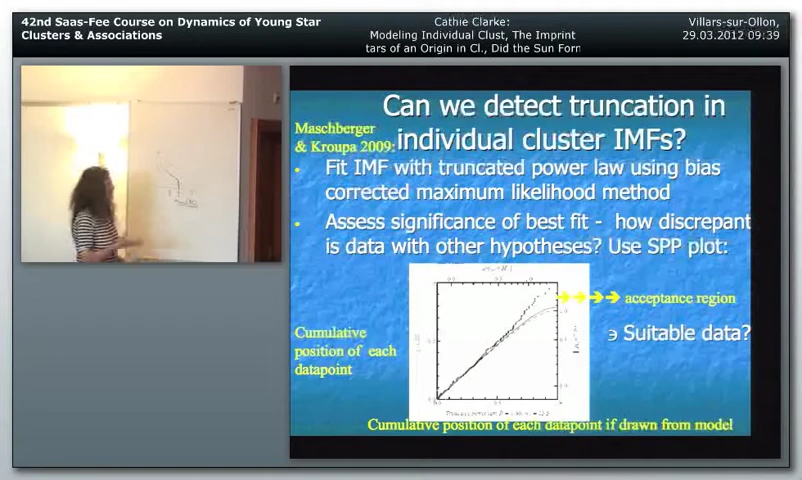 42nd Saas-Fee Course on Dynamics of Young Star
Clusters & Associations
Cathie Clarke:
Modeling Individual Clust, The Imprint
tars of an Origin in Cl., Did the Sun Forn
Villars-sur-Ollon,
29.03.2012 09:39
Can we detect truncation in
individual cluster IMFs?
Maschberger
& Kroupa 2009:
• Fit IMF with truncated power law using bias
corrected maximum likelihood method
• Assess significance of best fit - how discrepant
is data with other hypotheses? Use SPP plot:
acceptance region
϶ Suitable data?
Cumulative
position of each
datapoint
Cumulative position of each datapoint if drawn from model